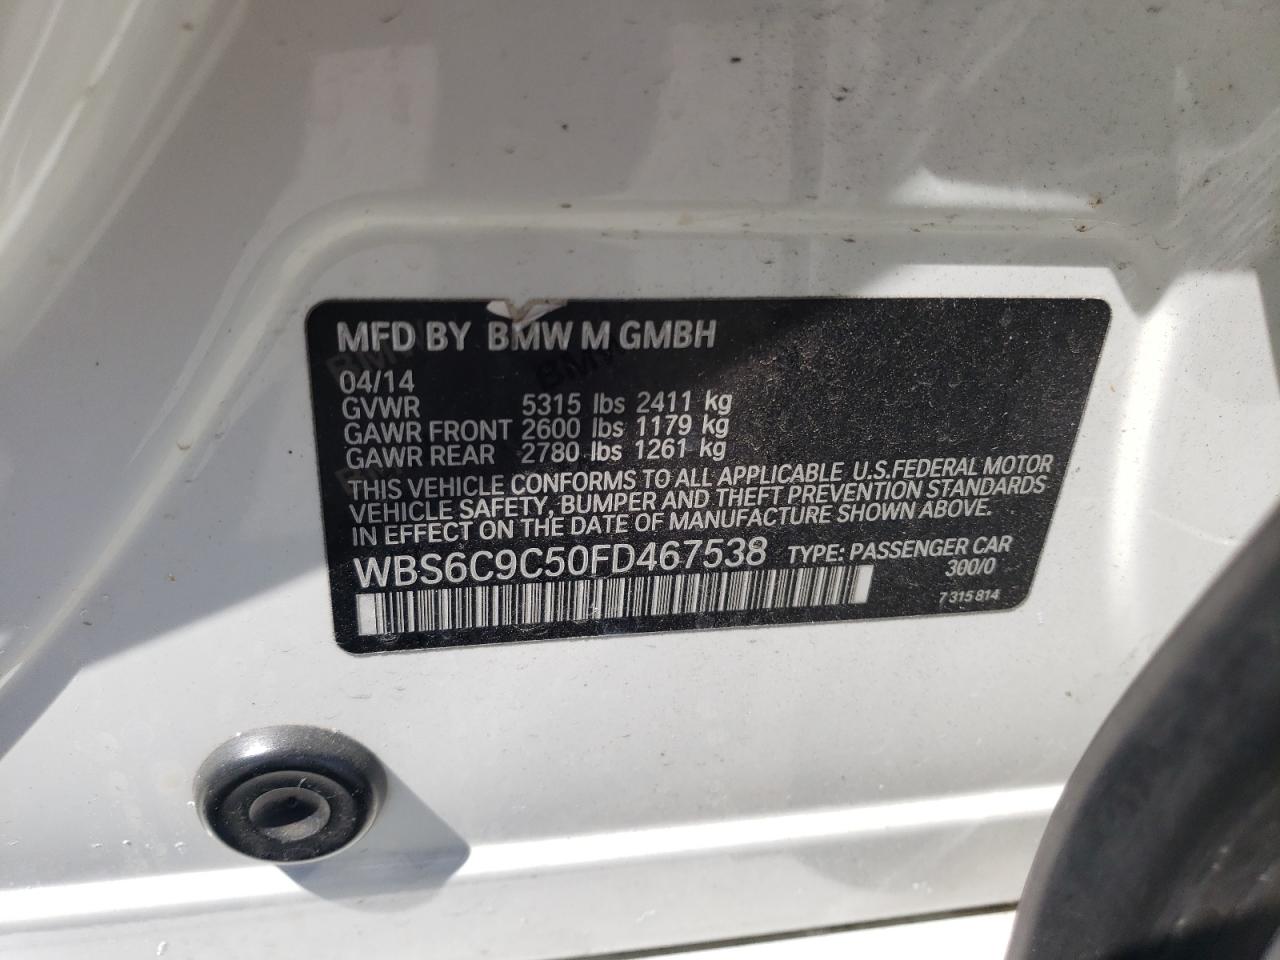 MFD BY BMW M GMBH
04/14
GVWR 5315 lbs 2411 kg
GAWR FRONT 2600 lbs 1179 kg
GAWR REAR 2780 lbs 1261 kg
THIS VEHICLE CONFORMS TO ALL APPLICABLE U.S.FEDERAL MOTOR
VEHICLE SAFETY, BUMPER AND THEFT PREVENTION STANDARDS
IN EFFECT ON THE DATE OF MANUFACTURE SHOWN ABOVE.
WBS6C9C50FD467538 TYPE: PASSENGER CAR
300/0
7 315 814